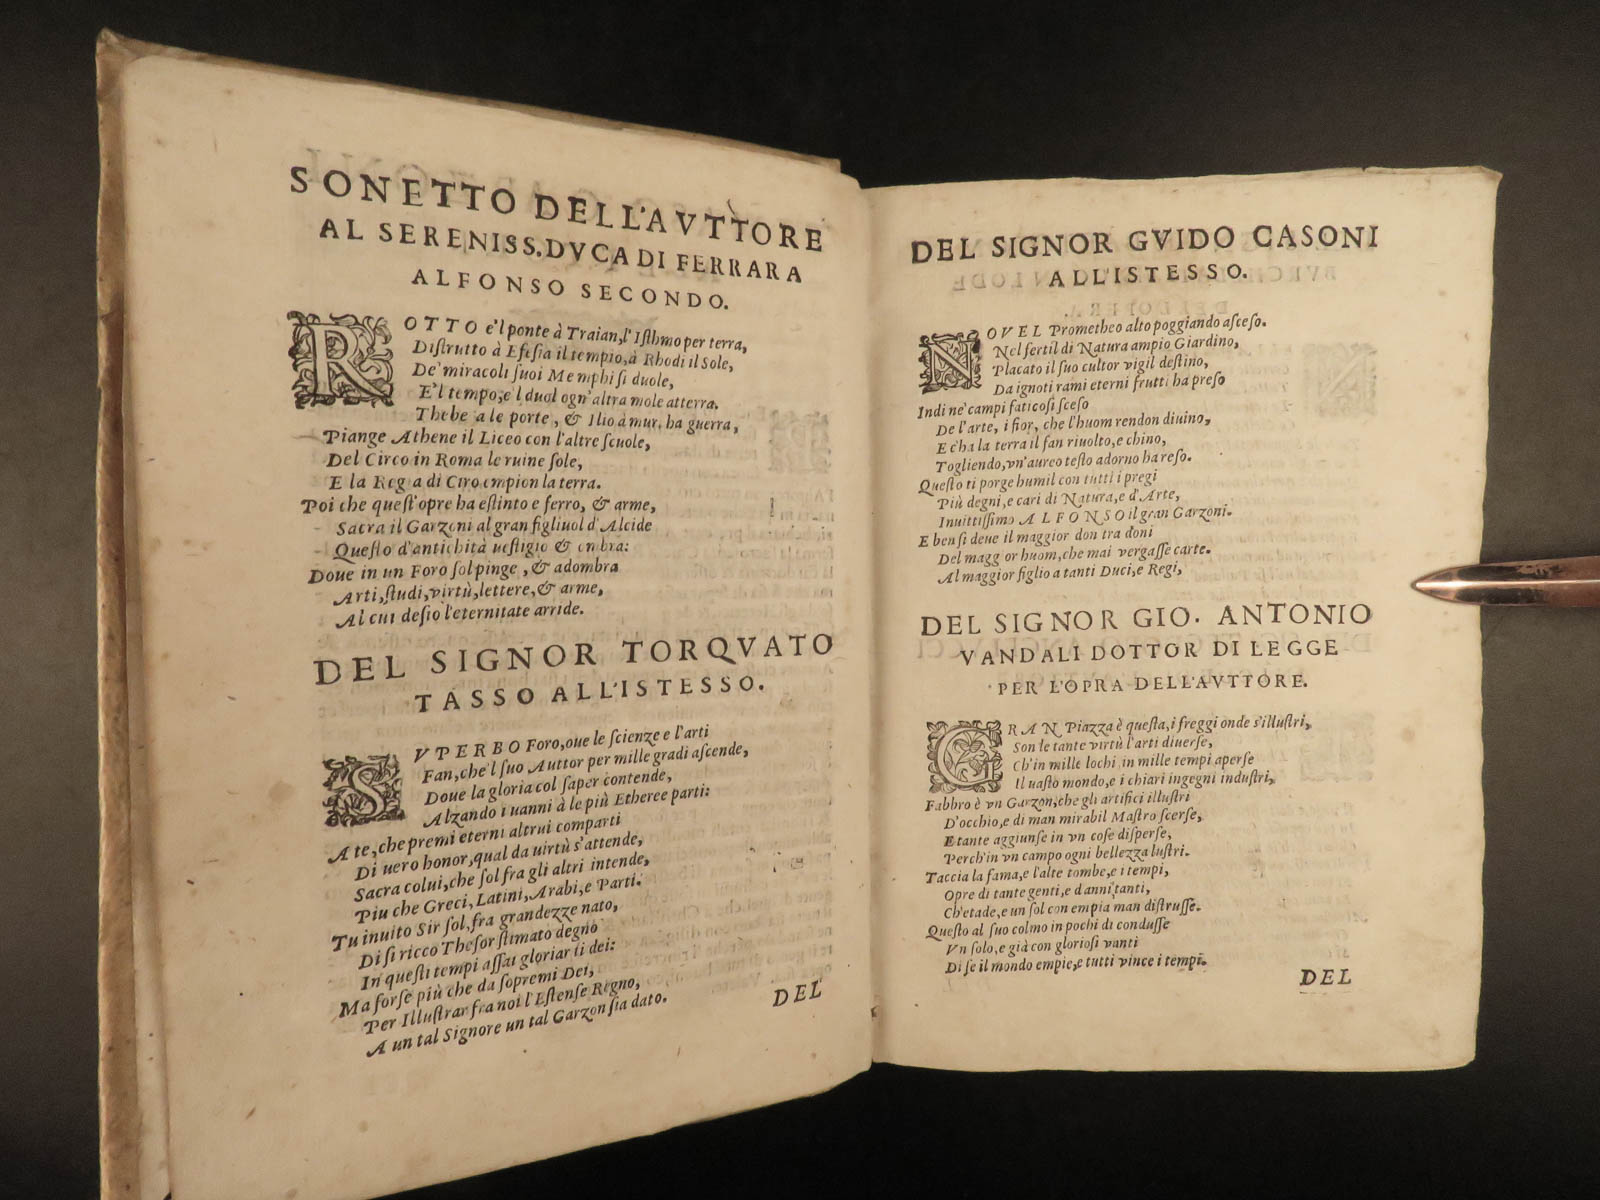 SONETTO DELL'AVTTORE
AL SERENISS. DVCA DI FERRARA
ALFONSO SECONDO.
ROTTO è'l ponte à Traian, l'Isthmo per terra,
Distrutto à Efesia il tempio, à Rhodi il Sole,
De' miracoli suoi Memphi si duole,
E'l tempo, e'l duol ogn'altra mole atterra.
Thebe a le porte, & Ilio à mur. ha guerra,
Piange Athene il Liceo con l'altre scuole,
Del Circo in Roma le ruine sole,
E la Regia di Ciro empion la terra.
Poi che quest'opre ha estinto e ferro, & arme,
Sacra il Garzoni al gran figliuol d'Alcide
Questo d'antichità uestigio & ombra:
Doue in un Foro sol pinge, & adombra
Arti, studi, virtù, lettere, & arme,
Al cui desio l'eternitate arride.
DEL SIGNOR TORQVATO
TASSO ALL'ISTESSO.
SVPERBO Foro, oue le scienze e l'arti
Fan, che'l suo Auttor per mille gradi ascende,
Doue la gloria col saper contende,
Alzando i uanni à le più Etheree parti:
A te, che premi eterni altrui comparti
Di uero honor, qual da uirtù s'attende,
Sacra colui, che sol fra gli altri intende,
Piu che Greci, Latini, Arabi, e Parti.
Tu inuito Sir sol, fra grandezze nato,
Di sì ricco Thesor stimato degno
In questi tempi assai gloriar ti dei:
Ma forse più che da sopremi Dei,
Per Illustrar fra noi l'Estense Regno,
A un tal Signore un tal Garzon sia dato.
DEL
DEL SIGNOR GVIDO CASONI
ALL'ISTESSO.
NOVEL Prometheo alto poggiando asceso.
Nel fertil di Natura ampio Giardino,
Placato il suo cultor vigil destino,
Da ignoti rami eterni frutti ha preso
Indi ne' campi faticosi sceso
De l'arte, i fior, che l'huom rendon diuino,
E c'ha la terra il fan riuolto, e chino,
Togliendo, vn'aureo testo adorno ha reso.
Questo ti porge humil con tutti i pregi
Più degni, e cari di Natura, e d'Arte,
Inuittissimo ALFONSO il gran Garzoni.
E ben si deue il maggior don tra doni
Del maggior huom, che mai vergasse carte.
Al maggior figlio a tanti Duci, e Regi,
DEL SIGNOR GIO. ANTONIO
VANDALI DOTTOR DI LEGGE
PER L'OPRA DELL'AVTTORE.
GRAN Piazza è questa, i freggi onde s'illustri,
Son le tante virtù l'arti diuerse,
Ch'in mille lochi in mille tempi aperse
Il uasto mondo, e i chiari ingegni industri,
Fabbro è vn Garzon, che gli artifici illustri
D'occhio, e di man mirabil Mastro scerse,
E tante aggiunse in vn cose disperse,
Perch'in vn campo ogni bellezza lustri.
Taccia la fama, e l'alte tombe, e i tempi,
Opre di tante genti, e d'anni tanti,
Ch'etade, e un sol con empia man distrusse.
Questo al suo colmo in pochi dì condusse
Vn solo, e già con gloriosi vanti
Di se il mondo empie, e tutti vince i tempi.
DEL